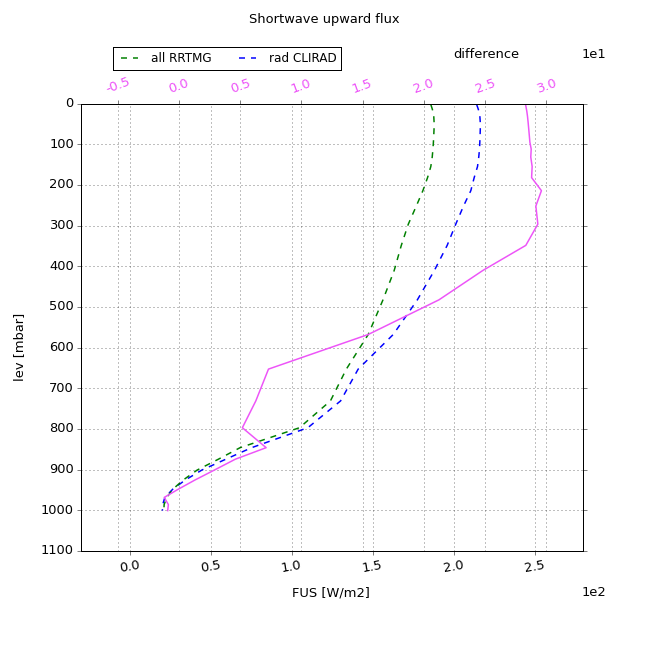 Shortwave upward flux
all RRTMG rad CLIRAD difference 1e1
-0.5 0.0 0.5 1.0 1.5 2.0 2.5 3.0
0
100
200
300
400
500
600
700
800
900
1000
1100
lev [mbar]
0.0 0.5 1.0 1.5 2.0 2.5
FUS [W/m2] 1e2